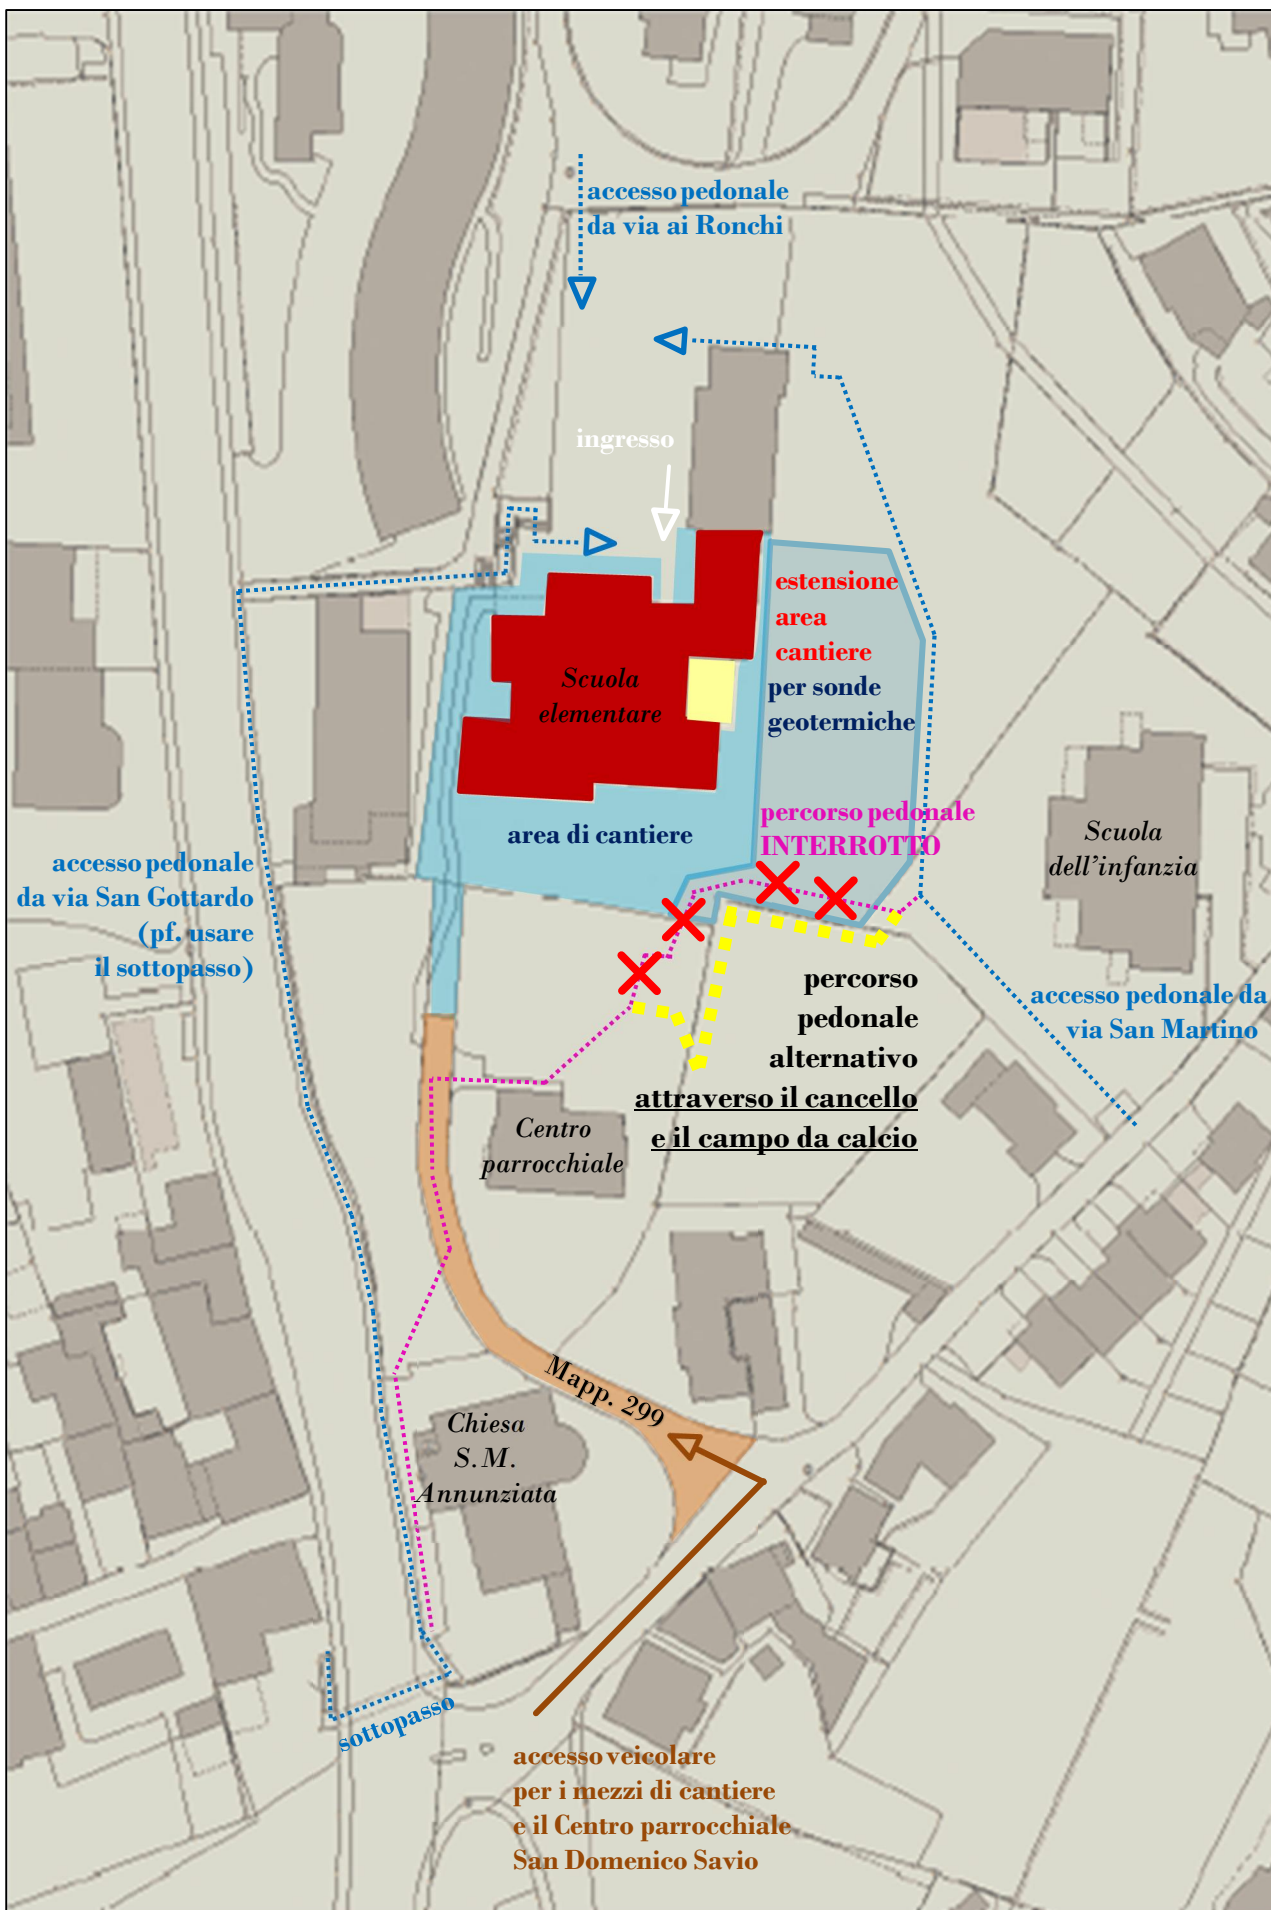 accesso pedonale
da via ai Ronchi
ingresso
estensione
area
cantiere
per sonde
geotermiche
Scuola
elementare
area di cantiere
percorso pedonale
INTERROTTO
Scuola
dell'infanzia
accesso pedonale
da via San Gottardo
(pf. usare
il sottopasso)
percorso
pedonale
alternativo
attraverso il cancello
e il campo da calcio
accesso pedonale da
via San Martino
Centro
parrocchiale
Mapp. 299
Chiesa
S. M.
Annunziata
sottopasso
accesso veicolare
per i mezzi di cantiere
e il Centro parrocchiale
San Domenico Savio